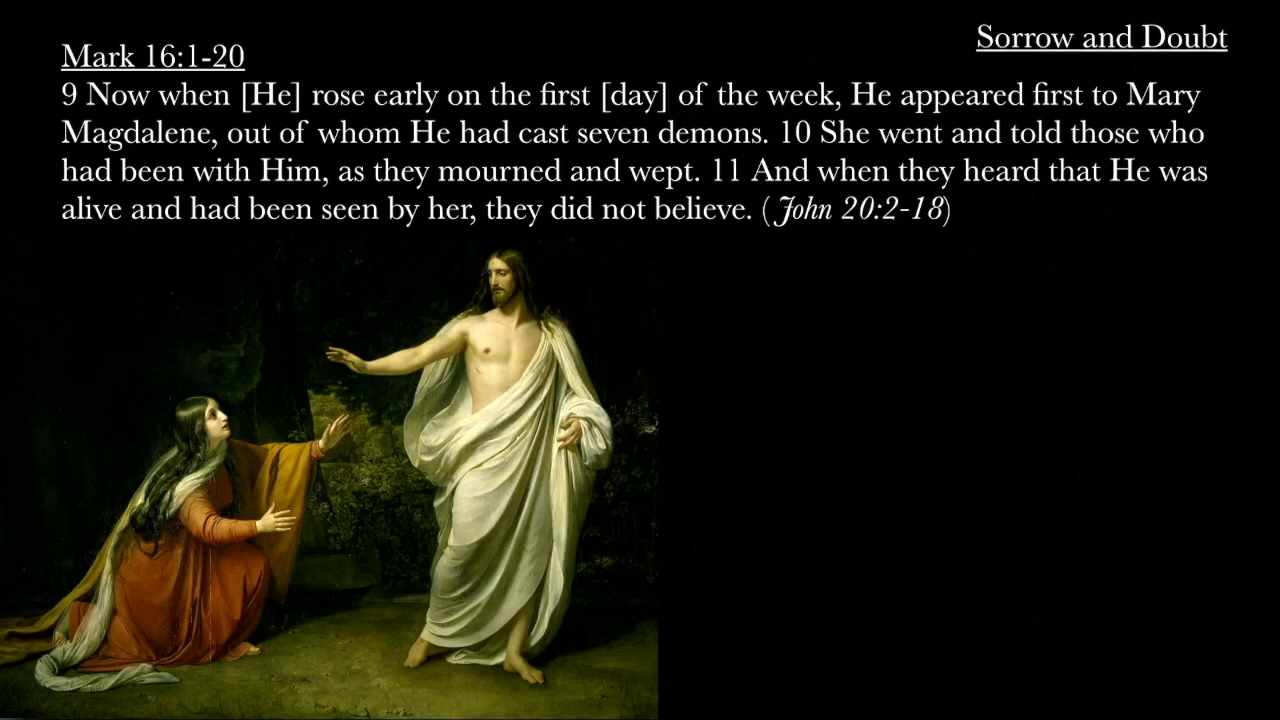 Sorrow and Doubt
Mark 16:1-20
9 Now when [He] rose early on the first [day] of the week, He appeared first to Mary
Magdalene, out of whom He had cast seven demons. 10 She went and told those who
had been with Him, as they mourned and wept. 11 And when they heard that He was
alive and had been seen by her, they did not believe. (John 20:2-18)